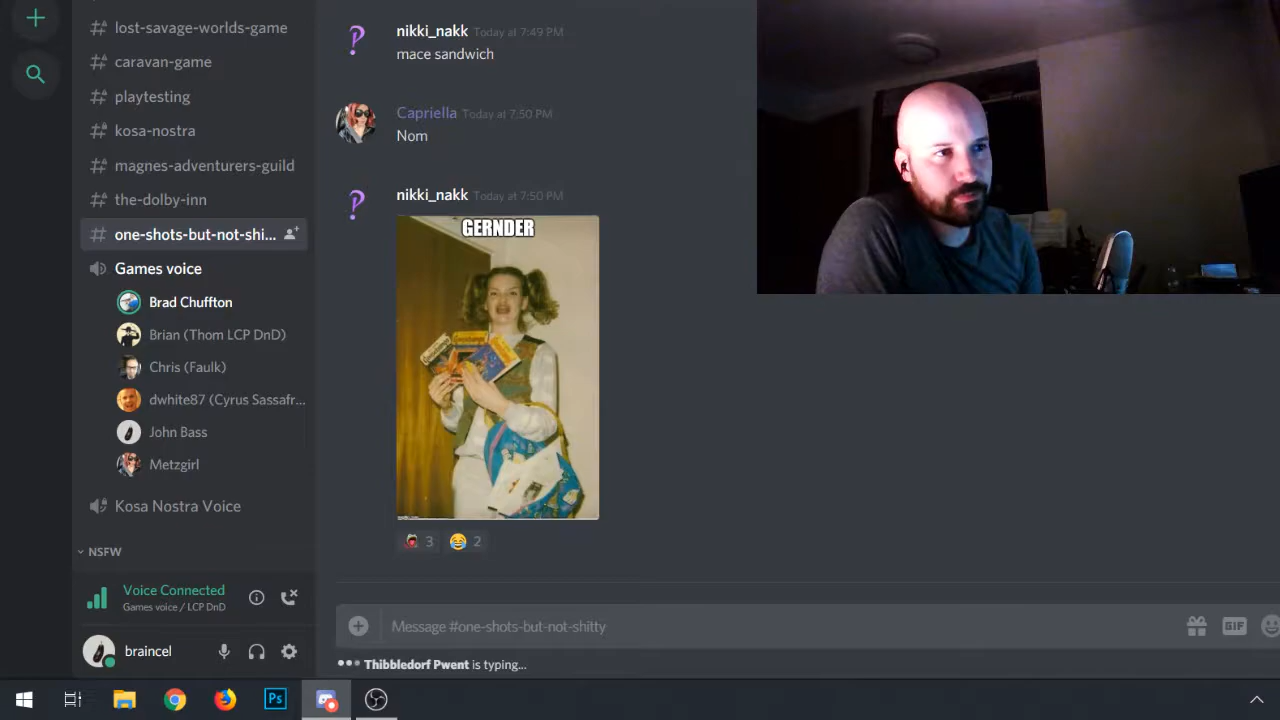 lost-savage-worlds-game
caravan-game
playtesting
kosa-nostra
magnes-adventurers-guild
the-dolby-inn
one-shots-but-not-shi...
Games voice
Brad Chuffton
Brian (Thom LCP DnD)
Chris (Faulk)
dwhite87 (Cyrus Sassafr...
John Bass
Metzgirl
Kosa Nostra Voice
NSFW
Voice Connected
Games voice / LCP DnD
braincel
nikki_nakk Today at 7:49 PM
mace sandwich
Capriella Today at 7:50 PM
Nom
nikki_nakk Today at 7:50 PM
GERNDER
3 2
Message #one-shots-but-not-shitty
GIF
Thibbledorf Pwent is typing...
Ps